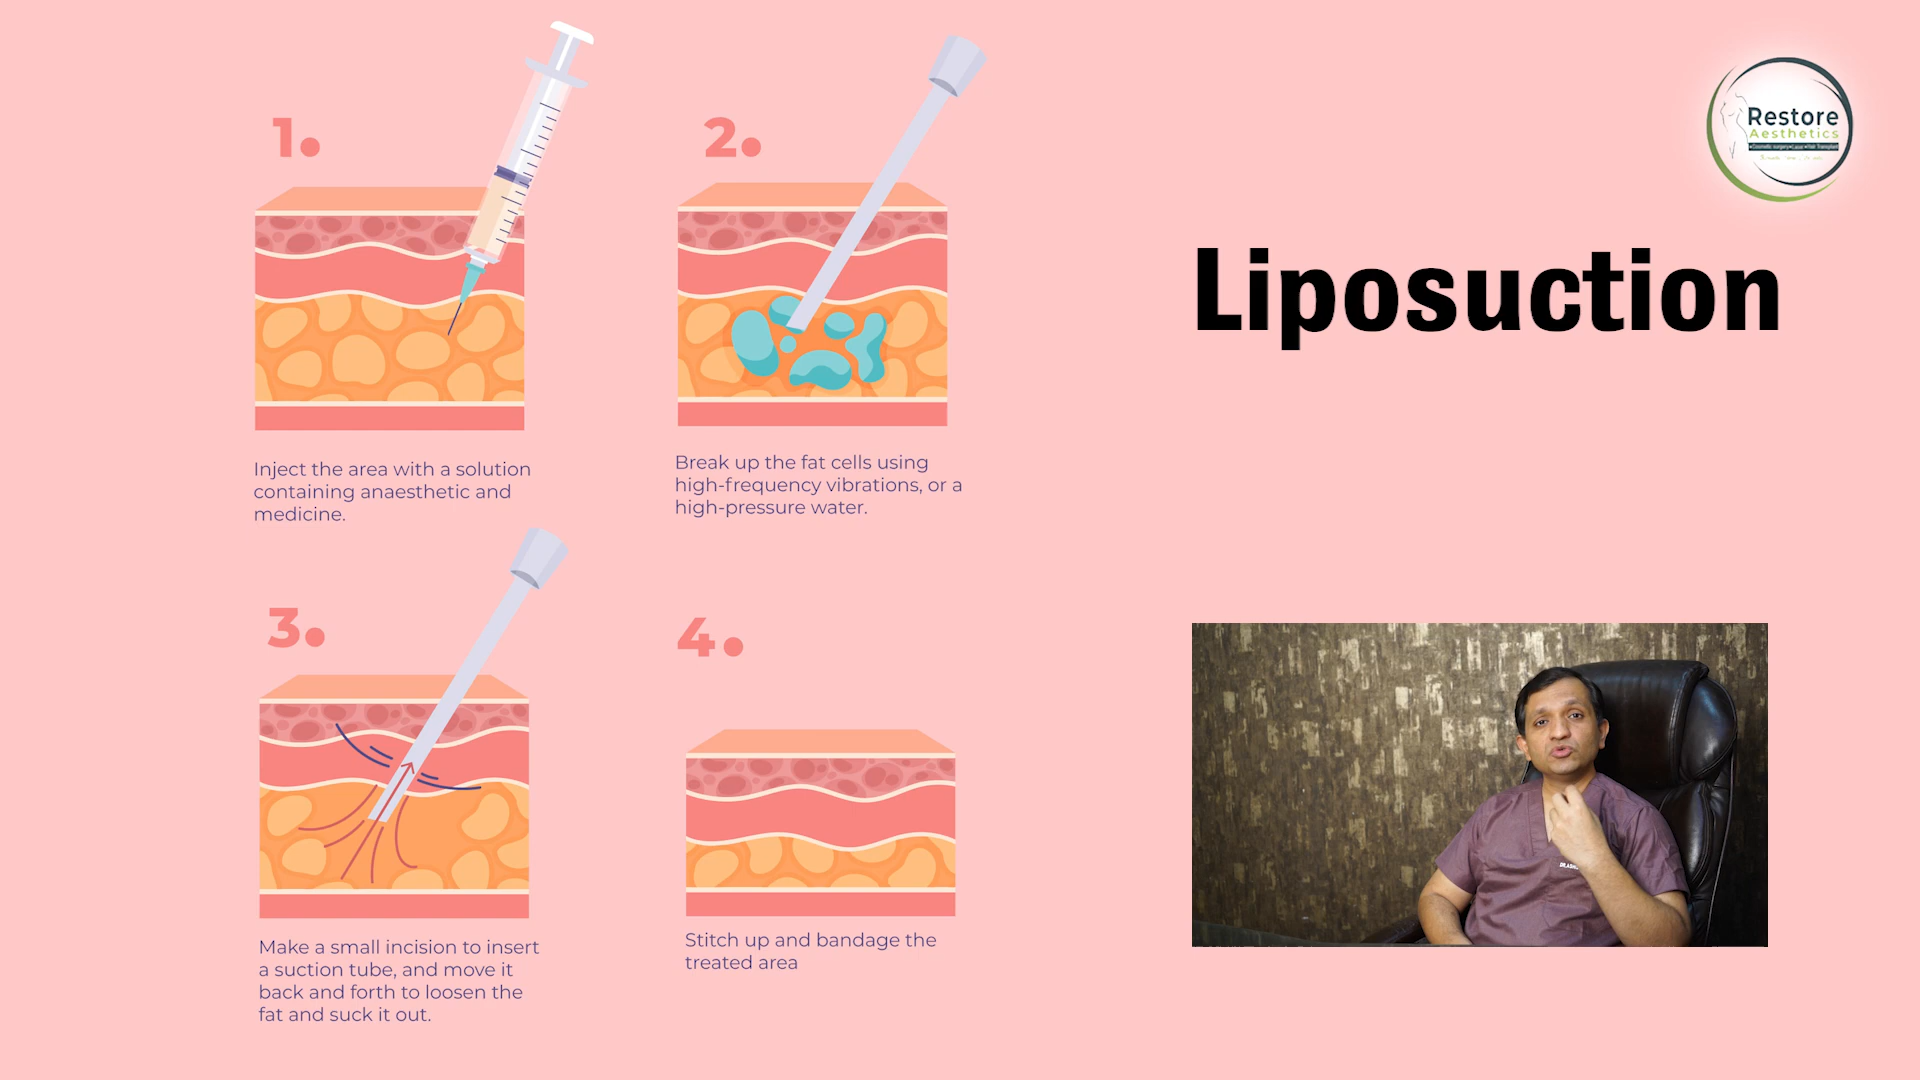 1.
Inject the area with a solution
containing anaesthetic and
medicine.
2.
Break up the fat cells using
high-frequency vibrations, or a
high-pressure water.
3.
Make a small incision to insert
a suction tube, and move it
back and forth to loosen the
fat and suck it out.
4.
Stitch up and bandage the
treated area
Restore
Aesthetics
Liposuction